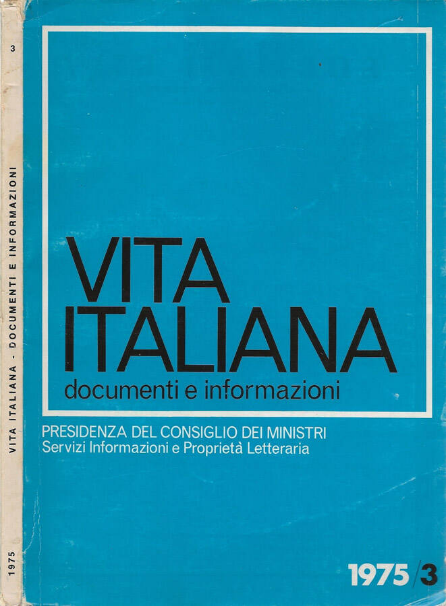 3
VITA ITALIANA - DOCUMENTI E INFORMAZIONI
1975
VITA
ITALIANA
documenti e informazioni
PRESIDENZA DEL CONSIGLIO DEI MINISTRI
Servizi Informazioni e Proprietà Letteraria
1975/3